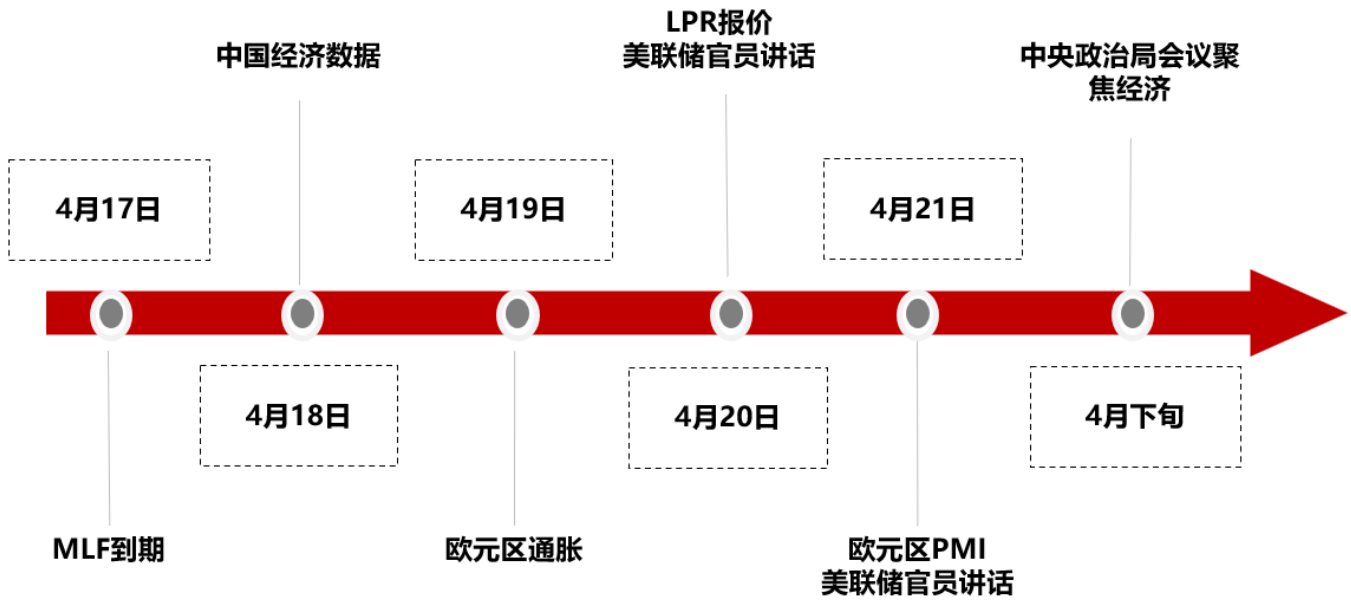 LPR报价
中国经济数据
美联储官员讲话
中央政治局会议聚
焦经济
4月17日
4月19日
4月21日
4月18日
4月20日
4月下旬
MLF到期
欧元区通胀
欧元区PMI
美联储官员讲话